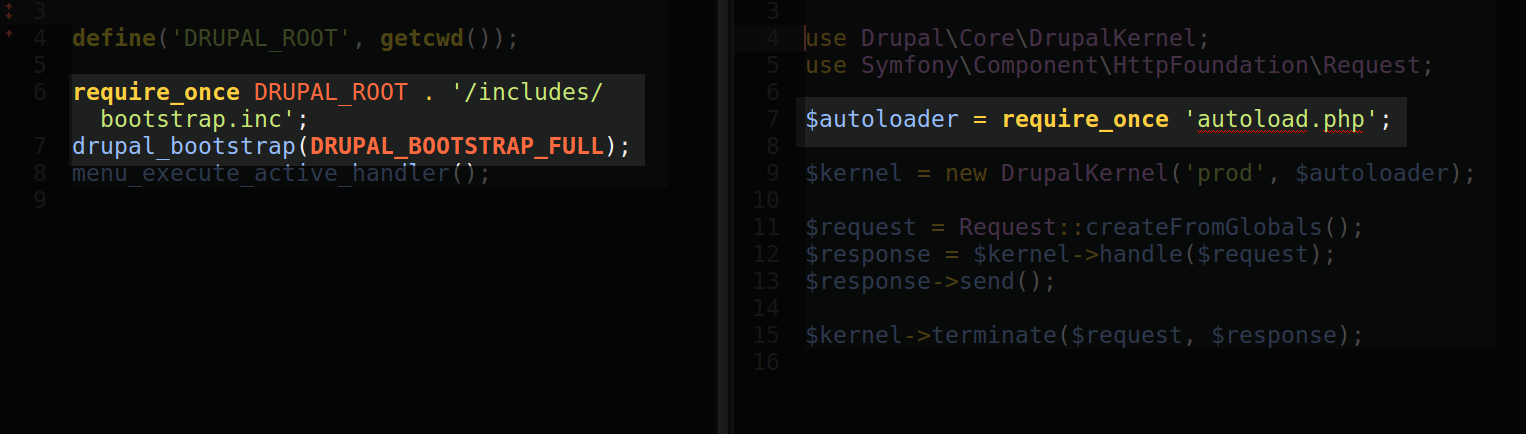 3
4 define('DRUPAL_ROOT', getcwd());
5
6 require_once DRUPAL_ROOT . '/includes/
bootstrap.inc';
7 drupal_bootstrap(DRUPAL_BOOTSTRAP_FULL);
8 menu_execute_active_handler();
9
3
4 use Drupal\Core\DrupalKernel;
5 use Symfony\Component\HttpFoundation\Request;
6
7 $autoloader = require_once 'autoload.php';
8
9 $kernel = new DrupalKernel('prod', $autoloader);
10
11 $request = Request::createFromGlobals();
12 $response = $kernel->handle($request);
13 $response->send();
14
15 $kernel->terminate($request, $response);
16